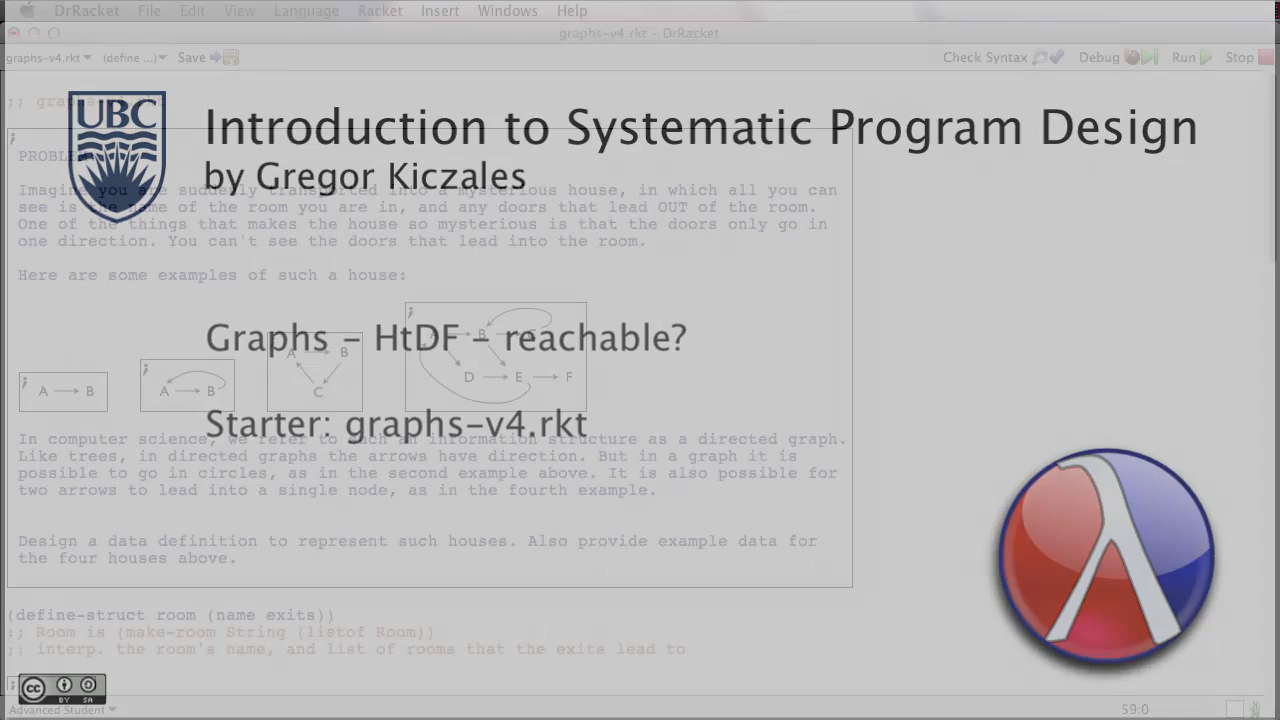 DrRacket File Edit View Language Racket Insert Windows Help
graphs-v4.rkt - DrRacket
graphs-v4.rkt (define ...) Save Check Syntax Debug Run Stop
UBC
Introduction to Systematic Program Design
by Gregor Kiczales
Imagine you are suddenly transported into a mysterious house, in which all you can
see is the name of the room you are in, and any doors that lead OUT of the room.
One of the things that makes the house so mysterious is that the doors only go in
one direction. You can't see the doors that lead into the room.
Here are some examples of such a house:
Graphs - HtDF - reachable?
A B
A B
A B
C
B
D E F
Starter: graphs-v4.rkt
In computer science, we refer to such an information structure as a directed graph.
Like trees, in directed graphs the arrows have direction. But in a graph it is
possible to go in circles, as in the second example above. It is also possible for
two arrows to lead into a single node, as in the fourth example.
Design a data definition to represent such houses. Also provide example data for
the four houses above.
(define-struct room (name exits))
;; Room is (make-room String (listof Room))
;; interp. the room's name, and list of rooms that the exits lead to
cc BY SA
Advanced Student 59:0